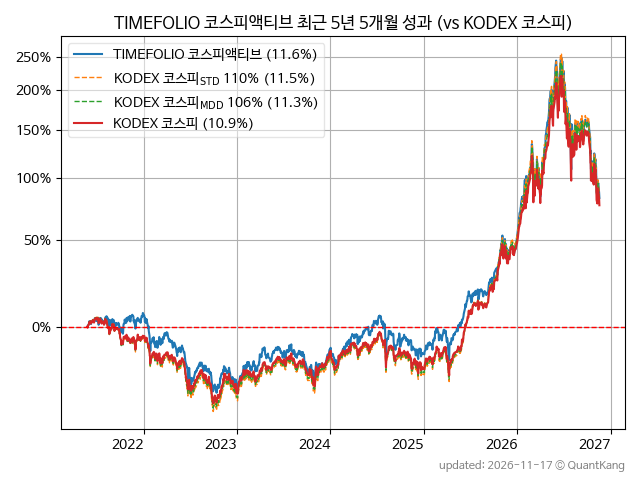 TIMEFOLIO 코스피액티브 최근 5년 5개월 성과 (vs KODEX 코스피)
TIMEFOLIO 코스피액티브 (11.6%)
KODEX 코스피STD 110% (11.5%)
KODEX 코스피MDD 106% (11.3%)
KODEX 코스피 (10.9%)
250%
200%
150%
100%
50%
0%
2022 2023 2024 2025 2026 2027
updated: 2026-11-17 © QuantKang